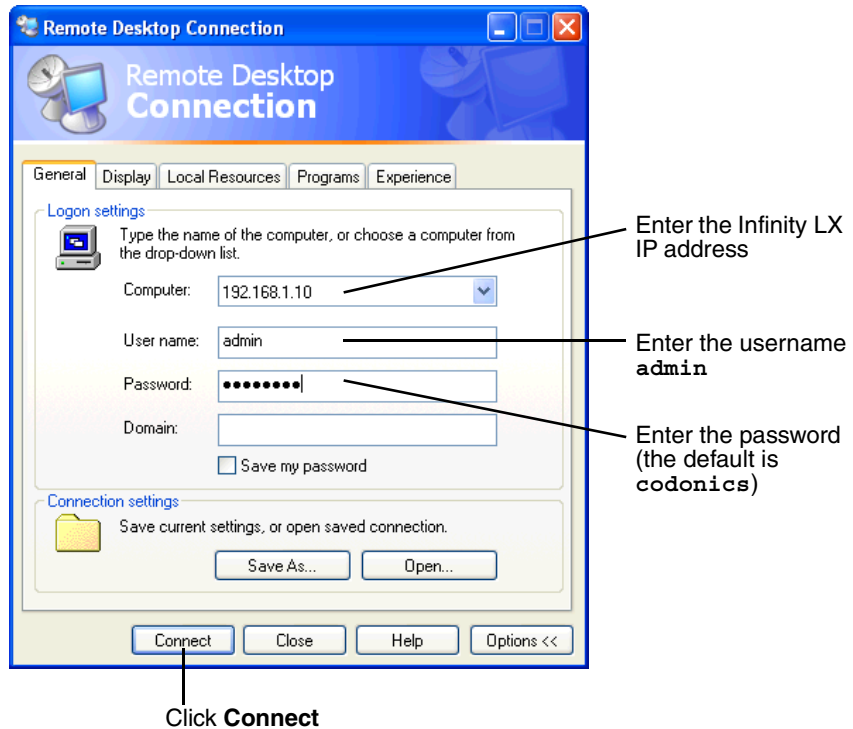 Remote Desktop Connection
Remote Desktop
Connection
General Display Local Resources Programs Experience
Logon settings
Type the name of the computer, or choose a computer from
the drop-down list.
Computer: 192.168.1.10
User name: admin
Password: ●●●●●●●●
Domain:
Save my password
Connection settings
Save current settings, or open saved connection.
Save As... Open...
Connect Close Help Options <<
Enter the Infinity LX
IP address
Enter the username
admin
Enter the password
(the default is
codonics)
Click Connect